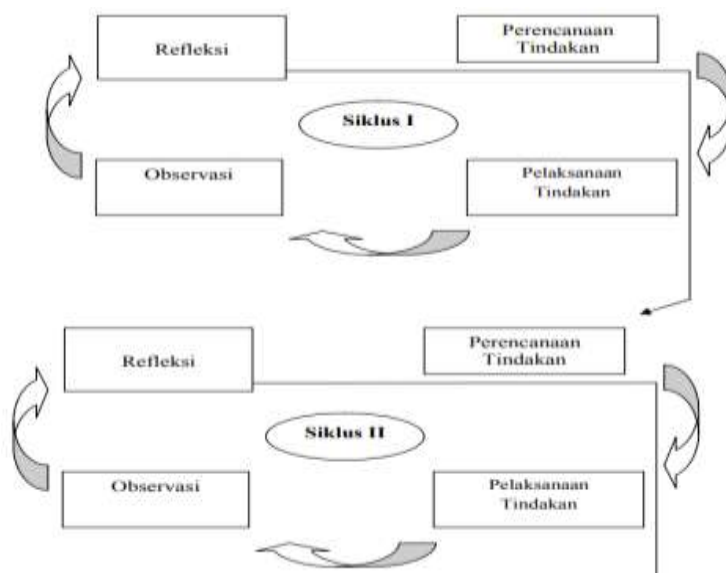 Refleksi
Perencanaan
Tindakan
Siklus I
Observasi
Pelaksanaan
Tindakan
Refleksi
Perencanaan
Tindakan
Siklus II
Observasi
Pelaksanaan
Tindakan